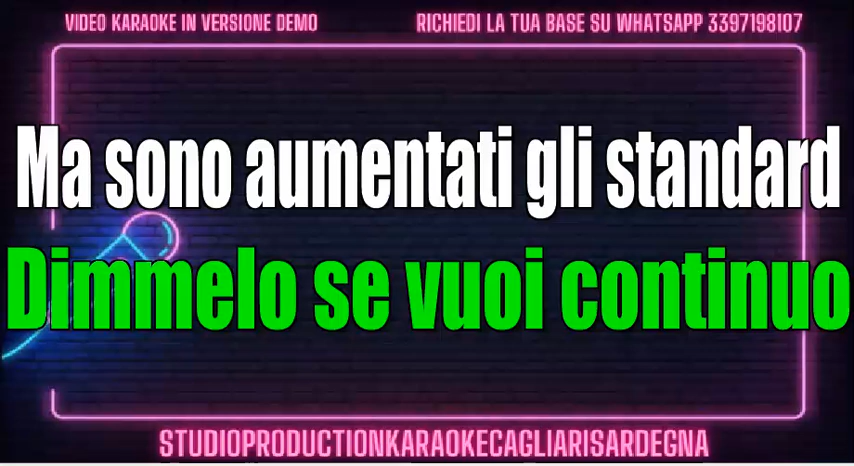 VIDEO KARAOKE IN VERSIONE DEMO
RICHIEDI LA TUA BASE SU WHATSAPP 3397198107
Ma sono aumentati gli standard
Dimmelo se vuoi continuo
STUDIOPRODUCTIONKARAOKECAGLIARISARDEGNA